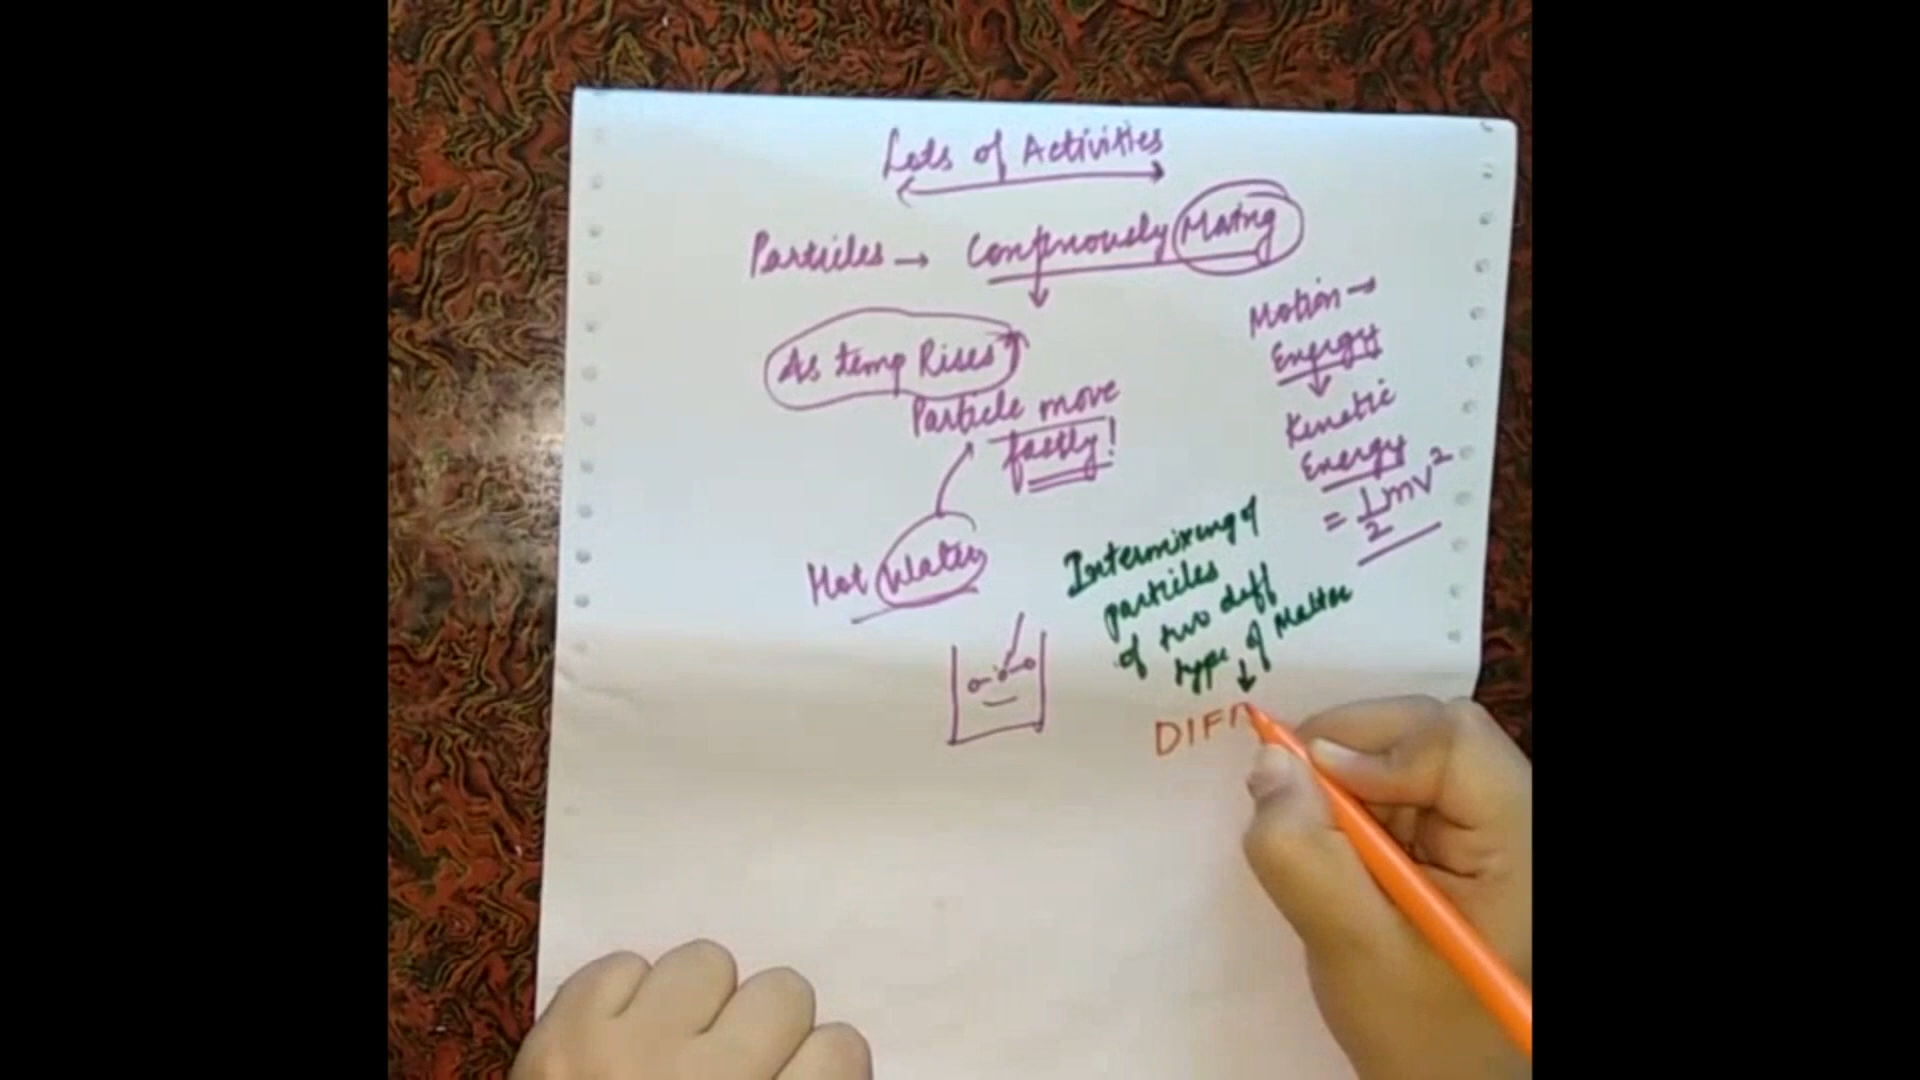 Lots of Activities
Particles → Continuously Moving
As temp Rises ↑
Particle move
fastly!
Hot Water
Motion →
Energy
Kinetic
Energy
= 1/2 mv²
Intermixing of
particles
of two diff
type of Matter
DIFF